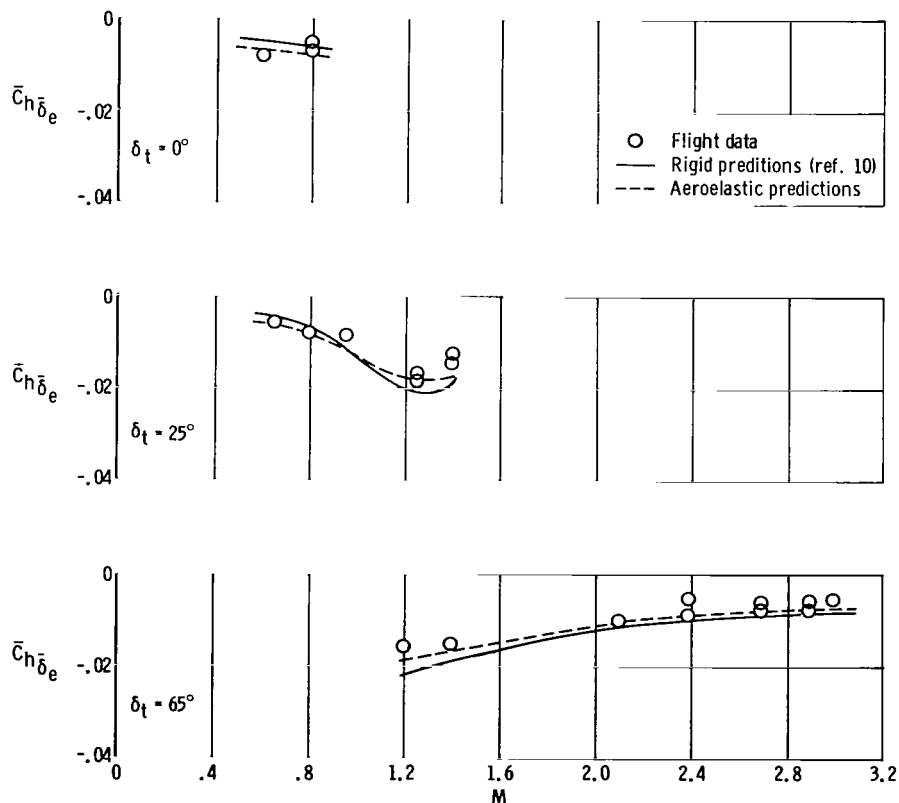 0
C̄hδ̄e -.02
δt = 0°
-.04
Flight data
Rigid preditions (ref. 10)
Aeroelastic predictions
0
C̄hδ̄e -.02
δt = 25°
-.04
0
C̄hδ̄e -.02
δt = 65°
-.04
0 .4 .8 1.2 1.6 2.0 2.4 2.8 3.2
M